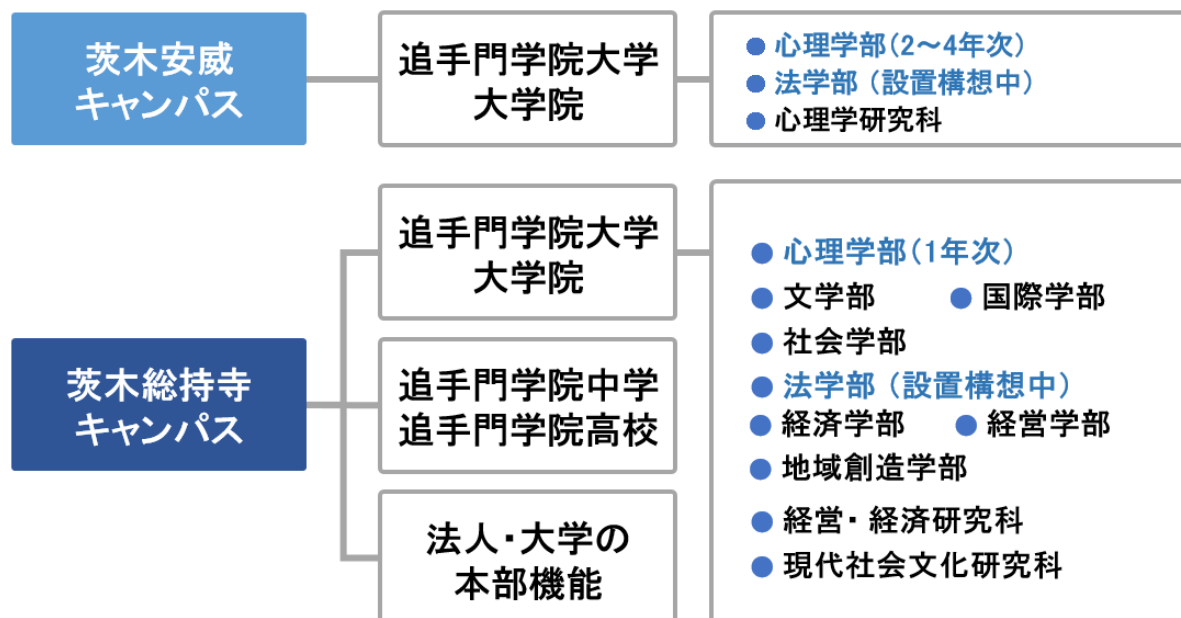 茨木安威
キャンパス
追手門学院大学
大学院
● 心理学部(2～4年次)
● 法学部 (設置構想中)
● 心理学研究科
茨木総持寺
キャンパス
追手門学院大学
大学院
追手門学院中学
追手門学院高校
法人・大学の
本部機能
● 心理学部(1年次)
● 文学部 ● 国際学部
● 社会学部
● 法学部 (設置構想中)
● 経済学部 ● 経営学部
● 地域創造学部
● 経営・経済研究科
● 現代社会文化研究科